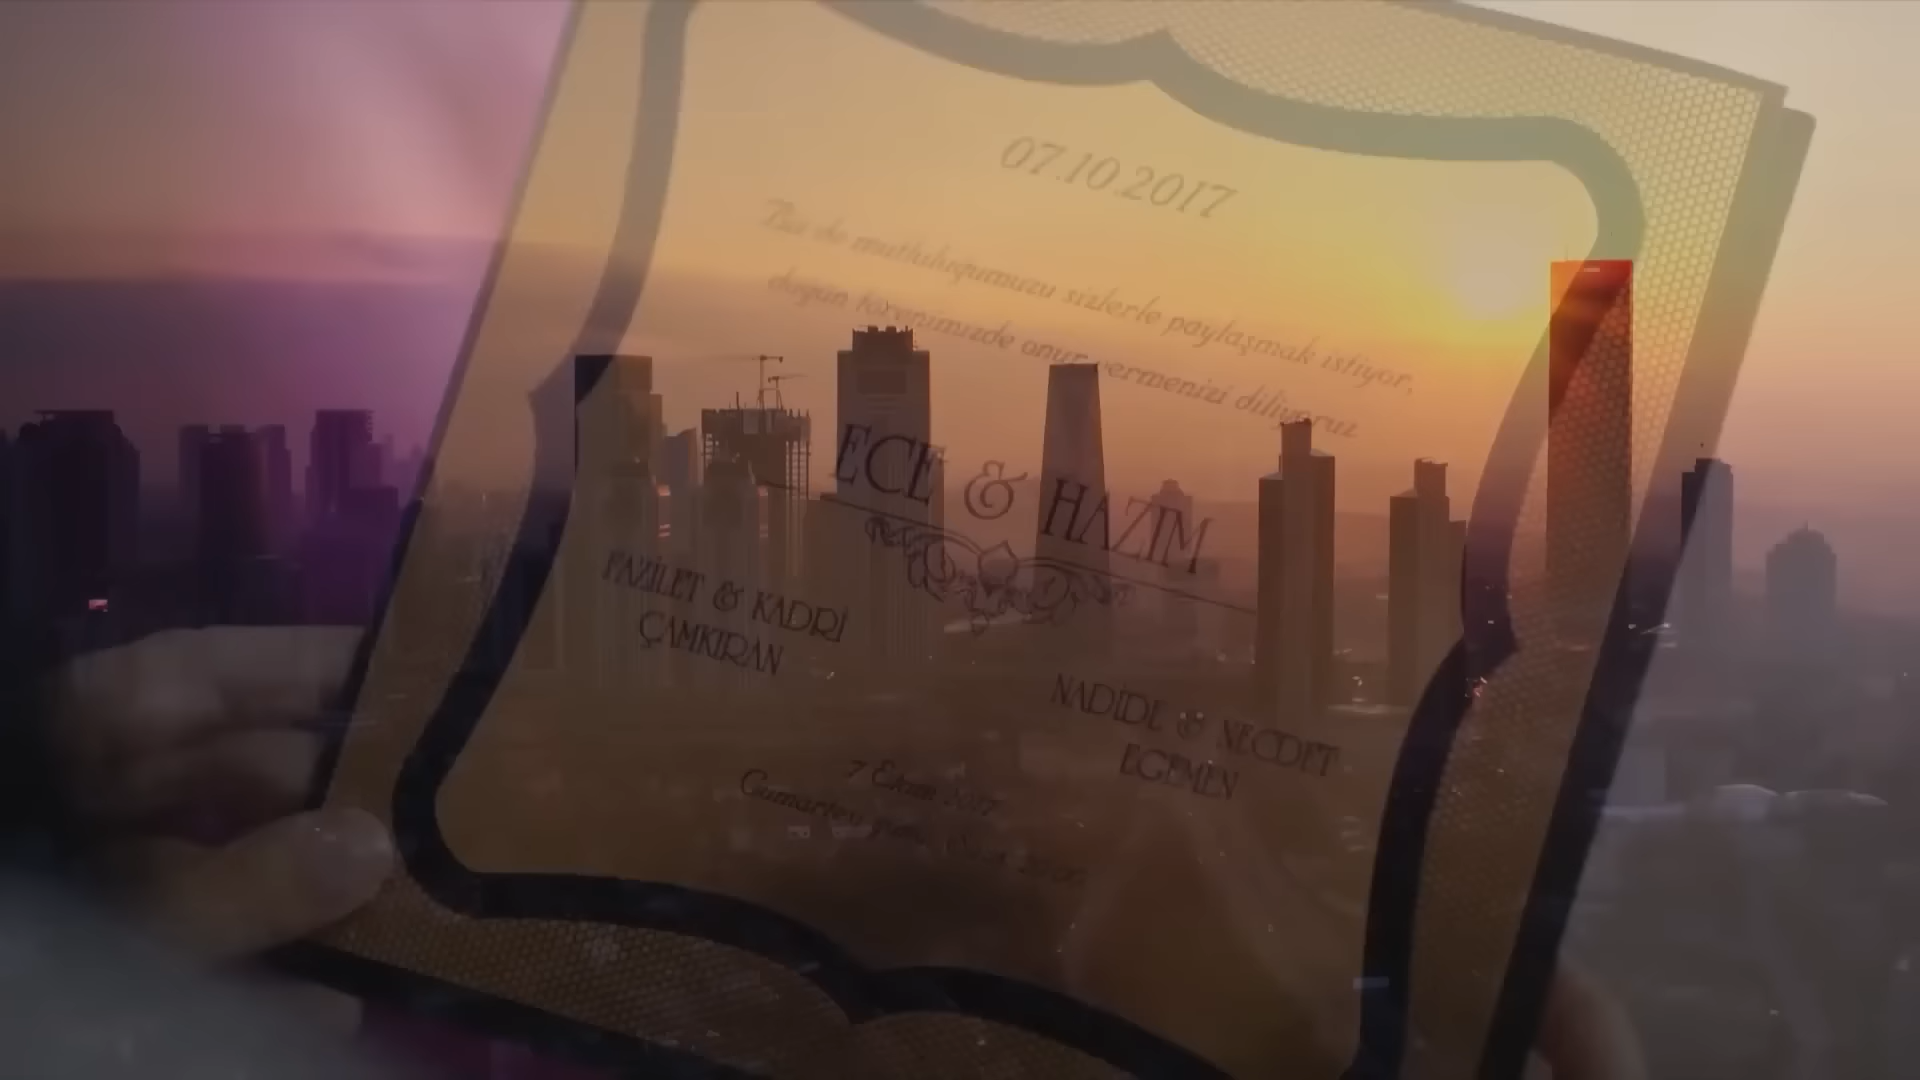 07.10.2017
Biz de mutluluğumuzu sizlerle paylaşmak istiyor,
düğün törenimizde onur vermenizi diliyoruz
ECE & HAZIM
FAZİLET & KADRİ
ÇAMKIRAN
NADİDE & NECDET
EGEMEN
7 Ekim 2017
Cumartesi